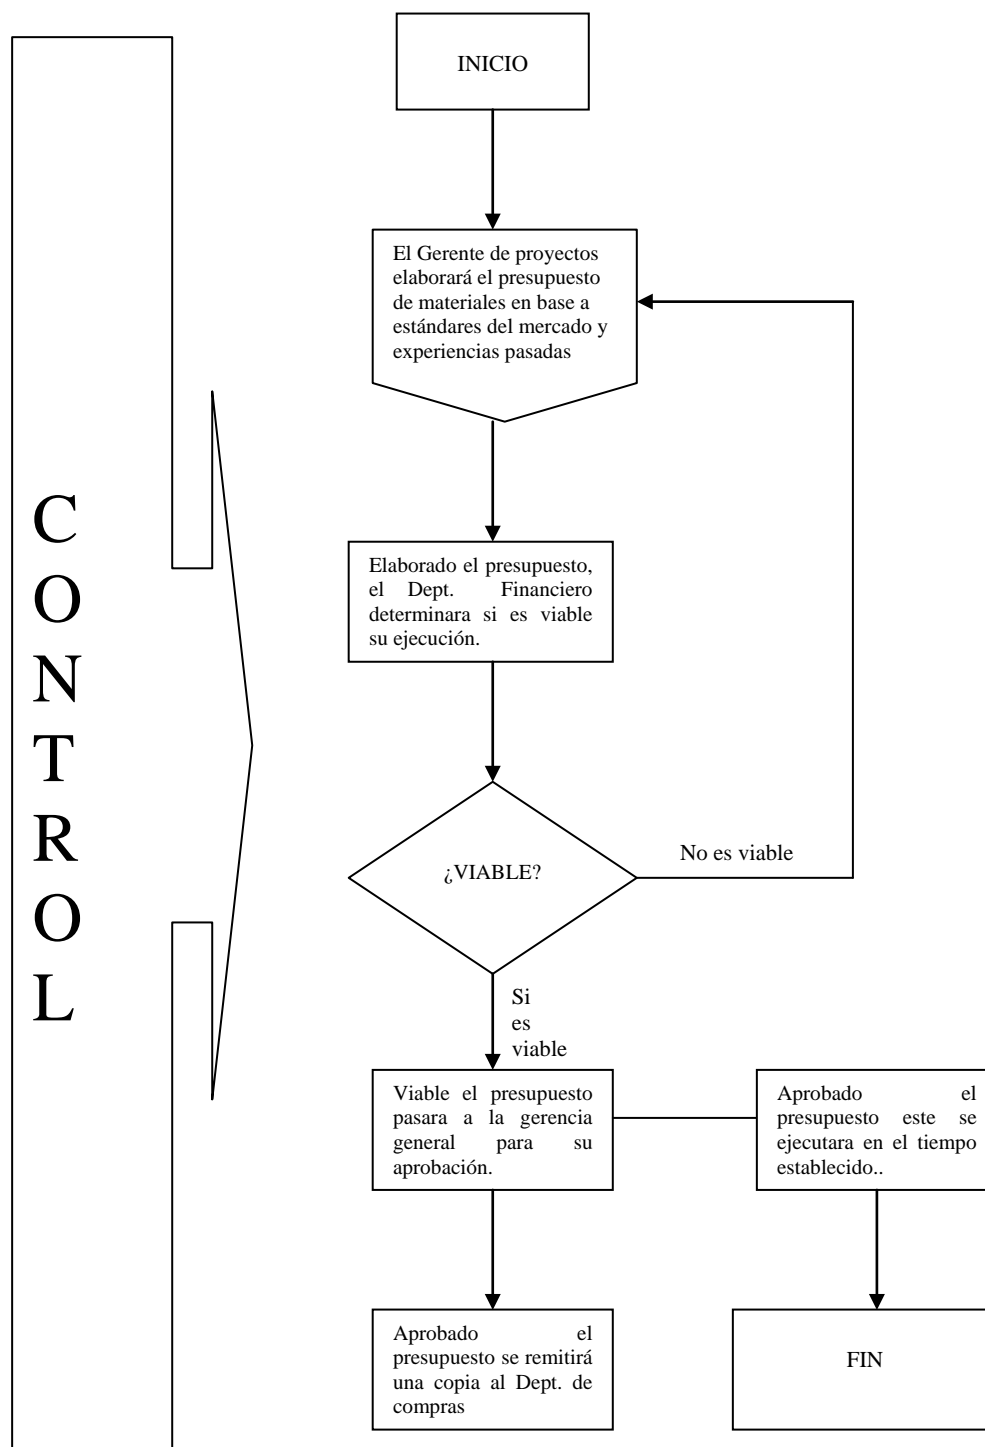 INICIO
El Gerente de proyectos
elaborará el presupuesto
de materiales en base a
estándares del mercado y
experiencias pasadas
Elaborado el presupuesto,
el Dept. Financiero
determinara si es viable
su ejecución.
¿VIABLE?
No es viable
Si
es
viable
Viable el presupuesto
pasara a la gerencia
general para su
aprobación.
Aprobado el
presupuesto este se
ejecutara en el tiempo
establecido..
Aprobado el
presupuesto se remitirá
una copia al Dept. de
compras
FIN
C
O
N
T
R
O
L